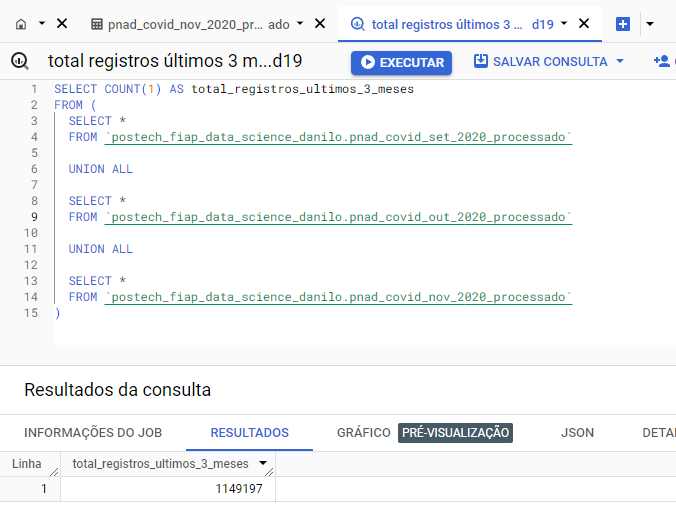 pnad_covid_nov_2020_pr... ado
total registros últimos 3 ... d19
total registros últimos 3 m...d19
EXECUTAR
SALVAR CONSULTA
1 SELECT COUNT(1) AS total_registros_ultimos_3_meses
2 FROM (
3 SELECT *
4 FROM `postech_fiap_data_science_danilo.pnad_covid_set_2020_processado`
5
6 UNION ALL
7
8 SELECT *
9 FROM `postech_fiap_data_science_danilo.pnad_covid_out_2020_processado`
10
11 UNION ALL
12
13 SELECT *
14 FROM `postech_fiap_data_science_danilo.pnad_covid_nov_2020_processado`
15 )
Resultados da consulta
INFORMAÇÕES DO JOB RESULTADOS GRÁFICO PRÉ-VISUALIZAÇÃO JSON DETA
Linha total_registros_ultimos_3_meses
1 1149197